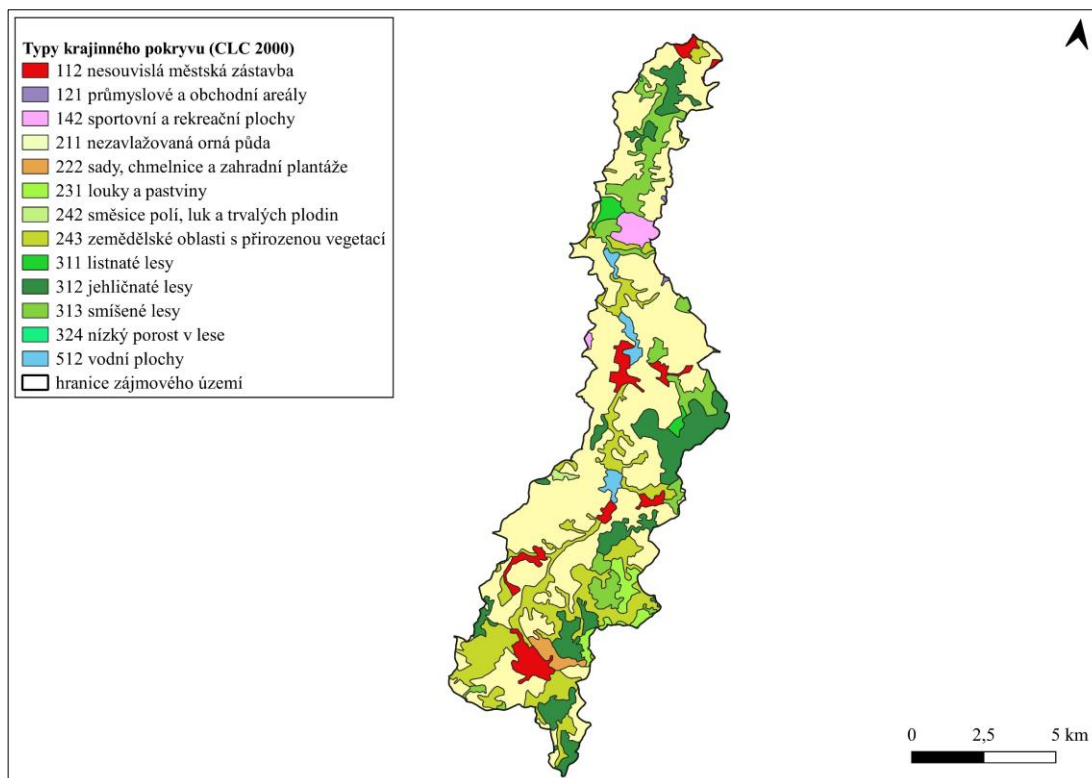 Typy krajinného pokryvu (CLC 2000)
112 nesouvislá městská zástavba
121 průmyslové a obchodní areály
142 sportovní a rekreační plochy
211 nezavlažovaná orná půda
222 sady, chmelnice a zahradní plantáže
231 louky a pastviny
242 směsice polí, luk a trvalých plodin
243 zemědělské oblasti s přirozenou vegetací
311 listnaté lesy
312 jehličnaté lesy
313 smíšené lesy
324 nízký porost v lese
512 vodní plochy
hranice zájmového území
0 2,5 5 km